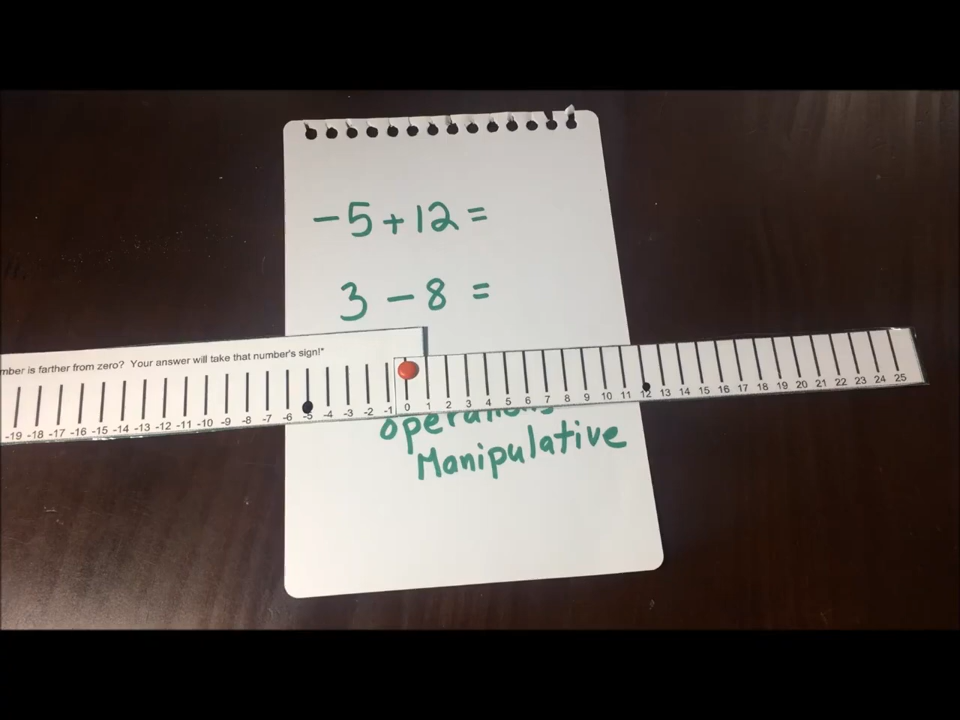 -5+12=
3-8=
mber is farther from zero? Your answer will take that number's sign!*
-19 -18 -17 -16 -15 -14 -13 -12 -11 -10 -9 -8 -7 -6 -5 -4 -3 -2 -1 0 1 2 3 4 5 6 7 8 9 10 11 12 13 14 15 16 17 18 19 20 21 22 23 24 25
operations
Manipulative